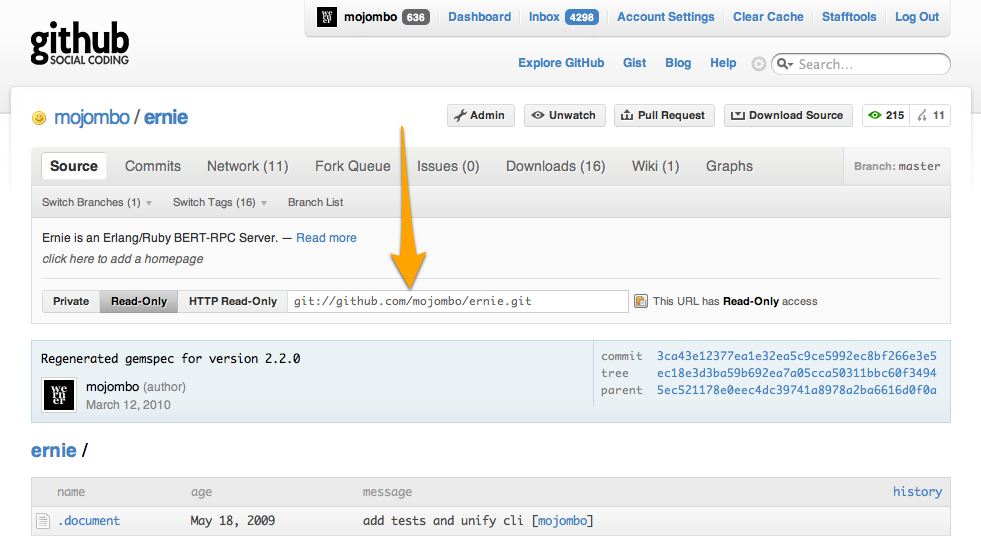 mojombo 636 Dashboard Inbox 4298 Account Settings Clear Cache Stafftools Log Out
github
SOCIAL CODING
Explore GitHub Gist Blog Help Search...
mojombo / ernie Admin Unwatch Pull Request Download Source 215 11
Source Commits Network (11) Fork Queue Issues (0) Downloads (16) Wiki (1) Graphs Branch: master
Switch Branches (1) Switch Tags (16) Branch List
Ernie is an Erlang/Ruby BERT-RPC Server. — Read more
click here to add a homepage
Private Read-Only HTTP Read-Only git://github.com/mojombo/ernie.git This URL has Read-Only access
Regenerated gemspec for version 2.2.0
commit 3ca43e12377ea1e32ea5c9ce5992ec8bf266e3e5
tree ec18e3d3ba59b692ea7a05cca50311bbc60f3494
parent 5ec521178e0eec4dc39741a8978a2ba6616d0f0a
we
ner
mojombo (author)
March 12, 2010
ernie /
name age message history
.document May 18, 2009 add tests and unify cli [mojombo]